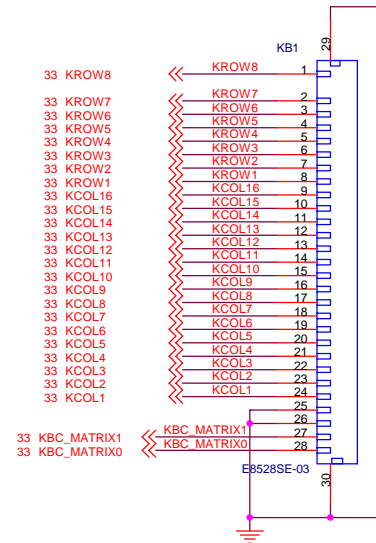 29
KB1
33 KROW8 KROW8 1
33 KROW7 KROW7 2
33 KROW6 KROW6 3
33 KROW5 KROW5 4
33 KROW4 KROW4 5
33 KROW3 KROW3 6
33 KROW2 KROW2 7
33 KROW1 KROW1 8
33 KCOL16 KCOL16 9
33 KCOL15 KCOL15 10
33 KCOL14 KCOL14 11
33 KCOL13 KCOL13 12
33 KCOL12 KCOL12 13
33 KCOL11 KCOL11 14
33 KCOL10 KCOL10 15
33 KCOL9 KCOL9 16
33 KCOL8 KCOL8 17
33 KCOL7 KCOL7 18
33 KCOL6 KCOL6 19
33 KCOL5 KCOL5 20
33 KCOL4 KCOL4 21
33 KCOL3 KCOL3 22
33 KCOL2 KCOL2 23
33 KCOL1 KCOL1 24
25
26
33 KBC_MATRIX1 KBC_MATRIX1 27
33 KBC_MATRIX0 KBC_MATRIX0 28
E8528SE-03
30